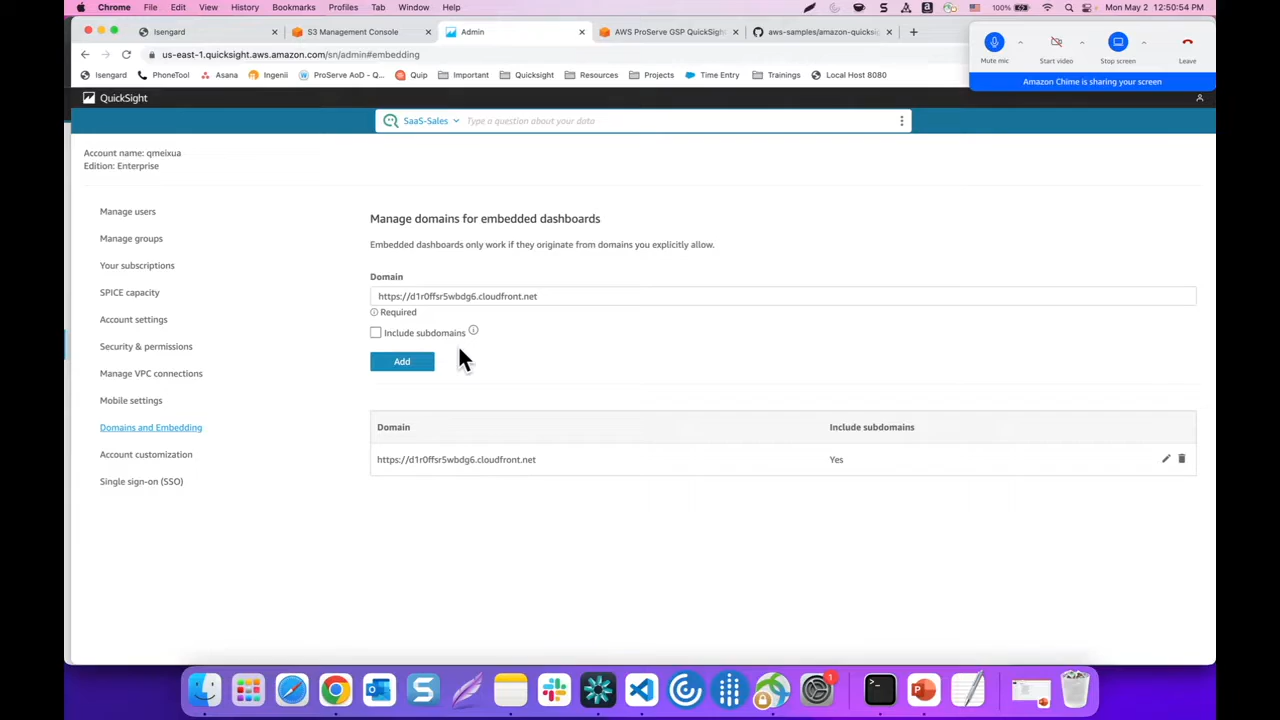 Chrome File Edit View History Bookmarks Profiles Tab Window Help
100% Mon May 2 12:50:54 PM
Isengard
S3 Management Console
Admin
AWS ProServe GSP QuickSight
aws-samples/amazon-quicksi
us-east-1.quicksight.aws.amazon.com/sn/admin#embedding
Mute mic Start video Stop screen Leave
Amazon Chime is sharing your screen
Isengard PhoneTool Asana Ingenii ProServe AoD - Q... Quip Important Quicksight Resources Projects Time Entry Trainings Local Host 8080
QuickSight
SaaS-Sales Type a question about your data
Account name: qmeixua
Edition: Enterprise
Manage users
Manage groups
Your subscriptions
SPICE capacity
Account settings
Security & permissions
Manage VPC connections
Mobile settings
Domains and Embedding
Account customization
Single sign-on (SSO)
Manage domains for embedded dashboards
Embedded dashboards only work if they originate from domains you explicitly allow.
Domain
https://d1r0ffsr5wbdg6.cloudfront.net
Required
Include subdomains
Add
Domain Include subdomains
https://d1r0ffsr5wbdg6.cloudfront.net Yes
1